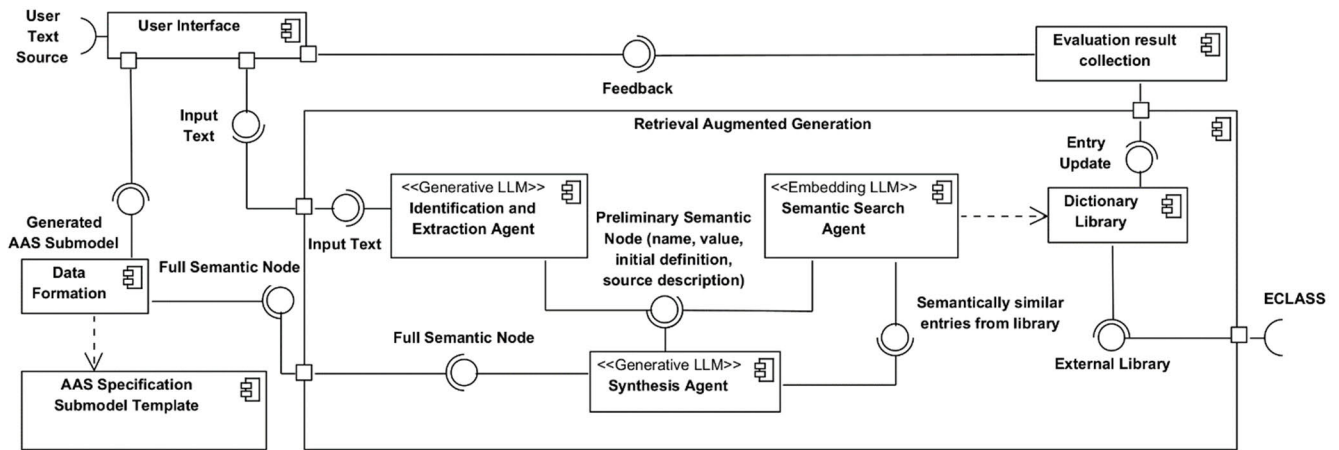 User
Text
Source
User Interface
Feedback
Evaluation result
collection
Input
Text
Retrieval Augmented Generation
Entry
Update
<<Generative LLM>>
Identification and
Extraction Agent
Input Text
Preliminary Semantic
Node (name, value,
initial definition,
source description)
<<Embedding LLM>>
Semantic Search
Agent
Dictionary
Library
Generated
AAS Submodel
Data
Formation
Full Semantic Node
Full Semantic Node
Semantically similar
entries from library
ECLASS
External Library
<<Generative LLM>>
Synthesis Agent
AAS Specification
Submodel Template